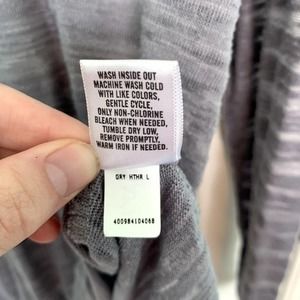 WASH INSIDE OUT
MACHINE WASH COLD
WITH LIKE COLORS,
GENTLE CYCLE,
ONLY NON-CHLORINE
BLEACH WHEN NEEDED,
TUMBLE DRY LOW,
REMOVE PROMPTLY,
WARM IRON IF NEEDED.
GRY HTHR L
400984104068